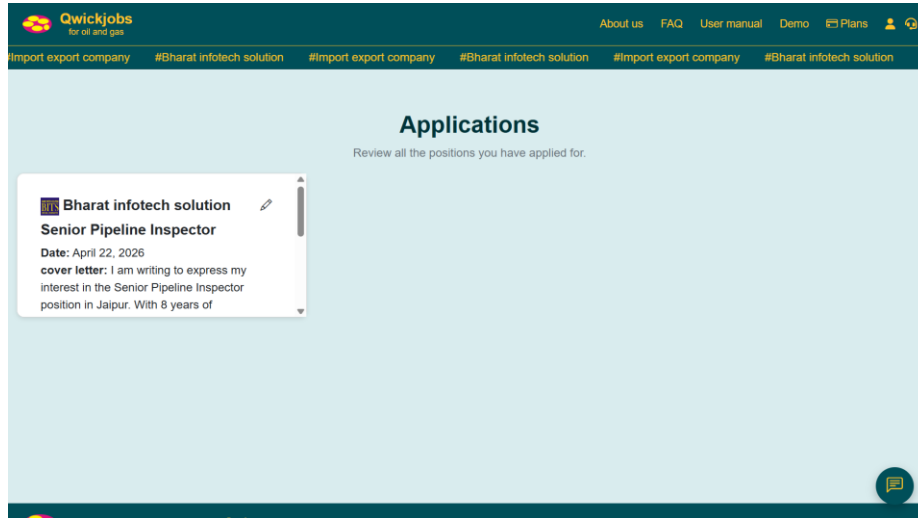 Qwickjobs
for oil and gas
About us FAQ User manual Demo Plans
#Import export company #Bharat infotech solution #Import export company #Bharat infotech solution #Import export company #Bharat infotech solution
Applications
Review all the positions you have applied for.
BITS Bharat infotech solution
Senior Pipeline Inspector
Date: April 22, 2026
cover letter: I am writing to express my
interest in the Senior Pipeline Inspector
position in Jaipur. With 8 years of